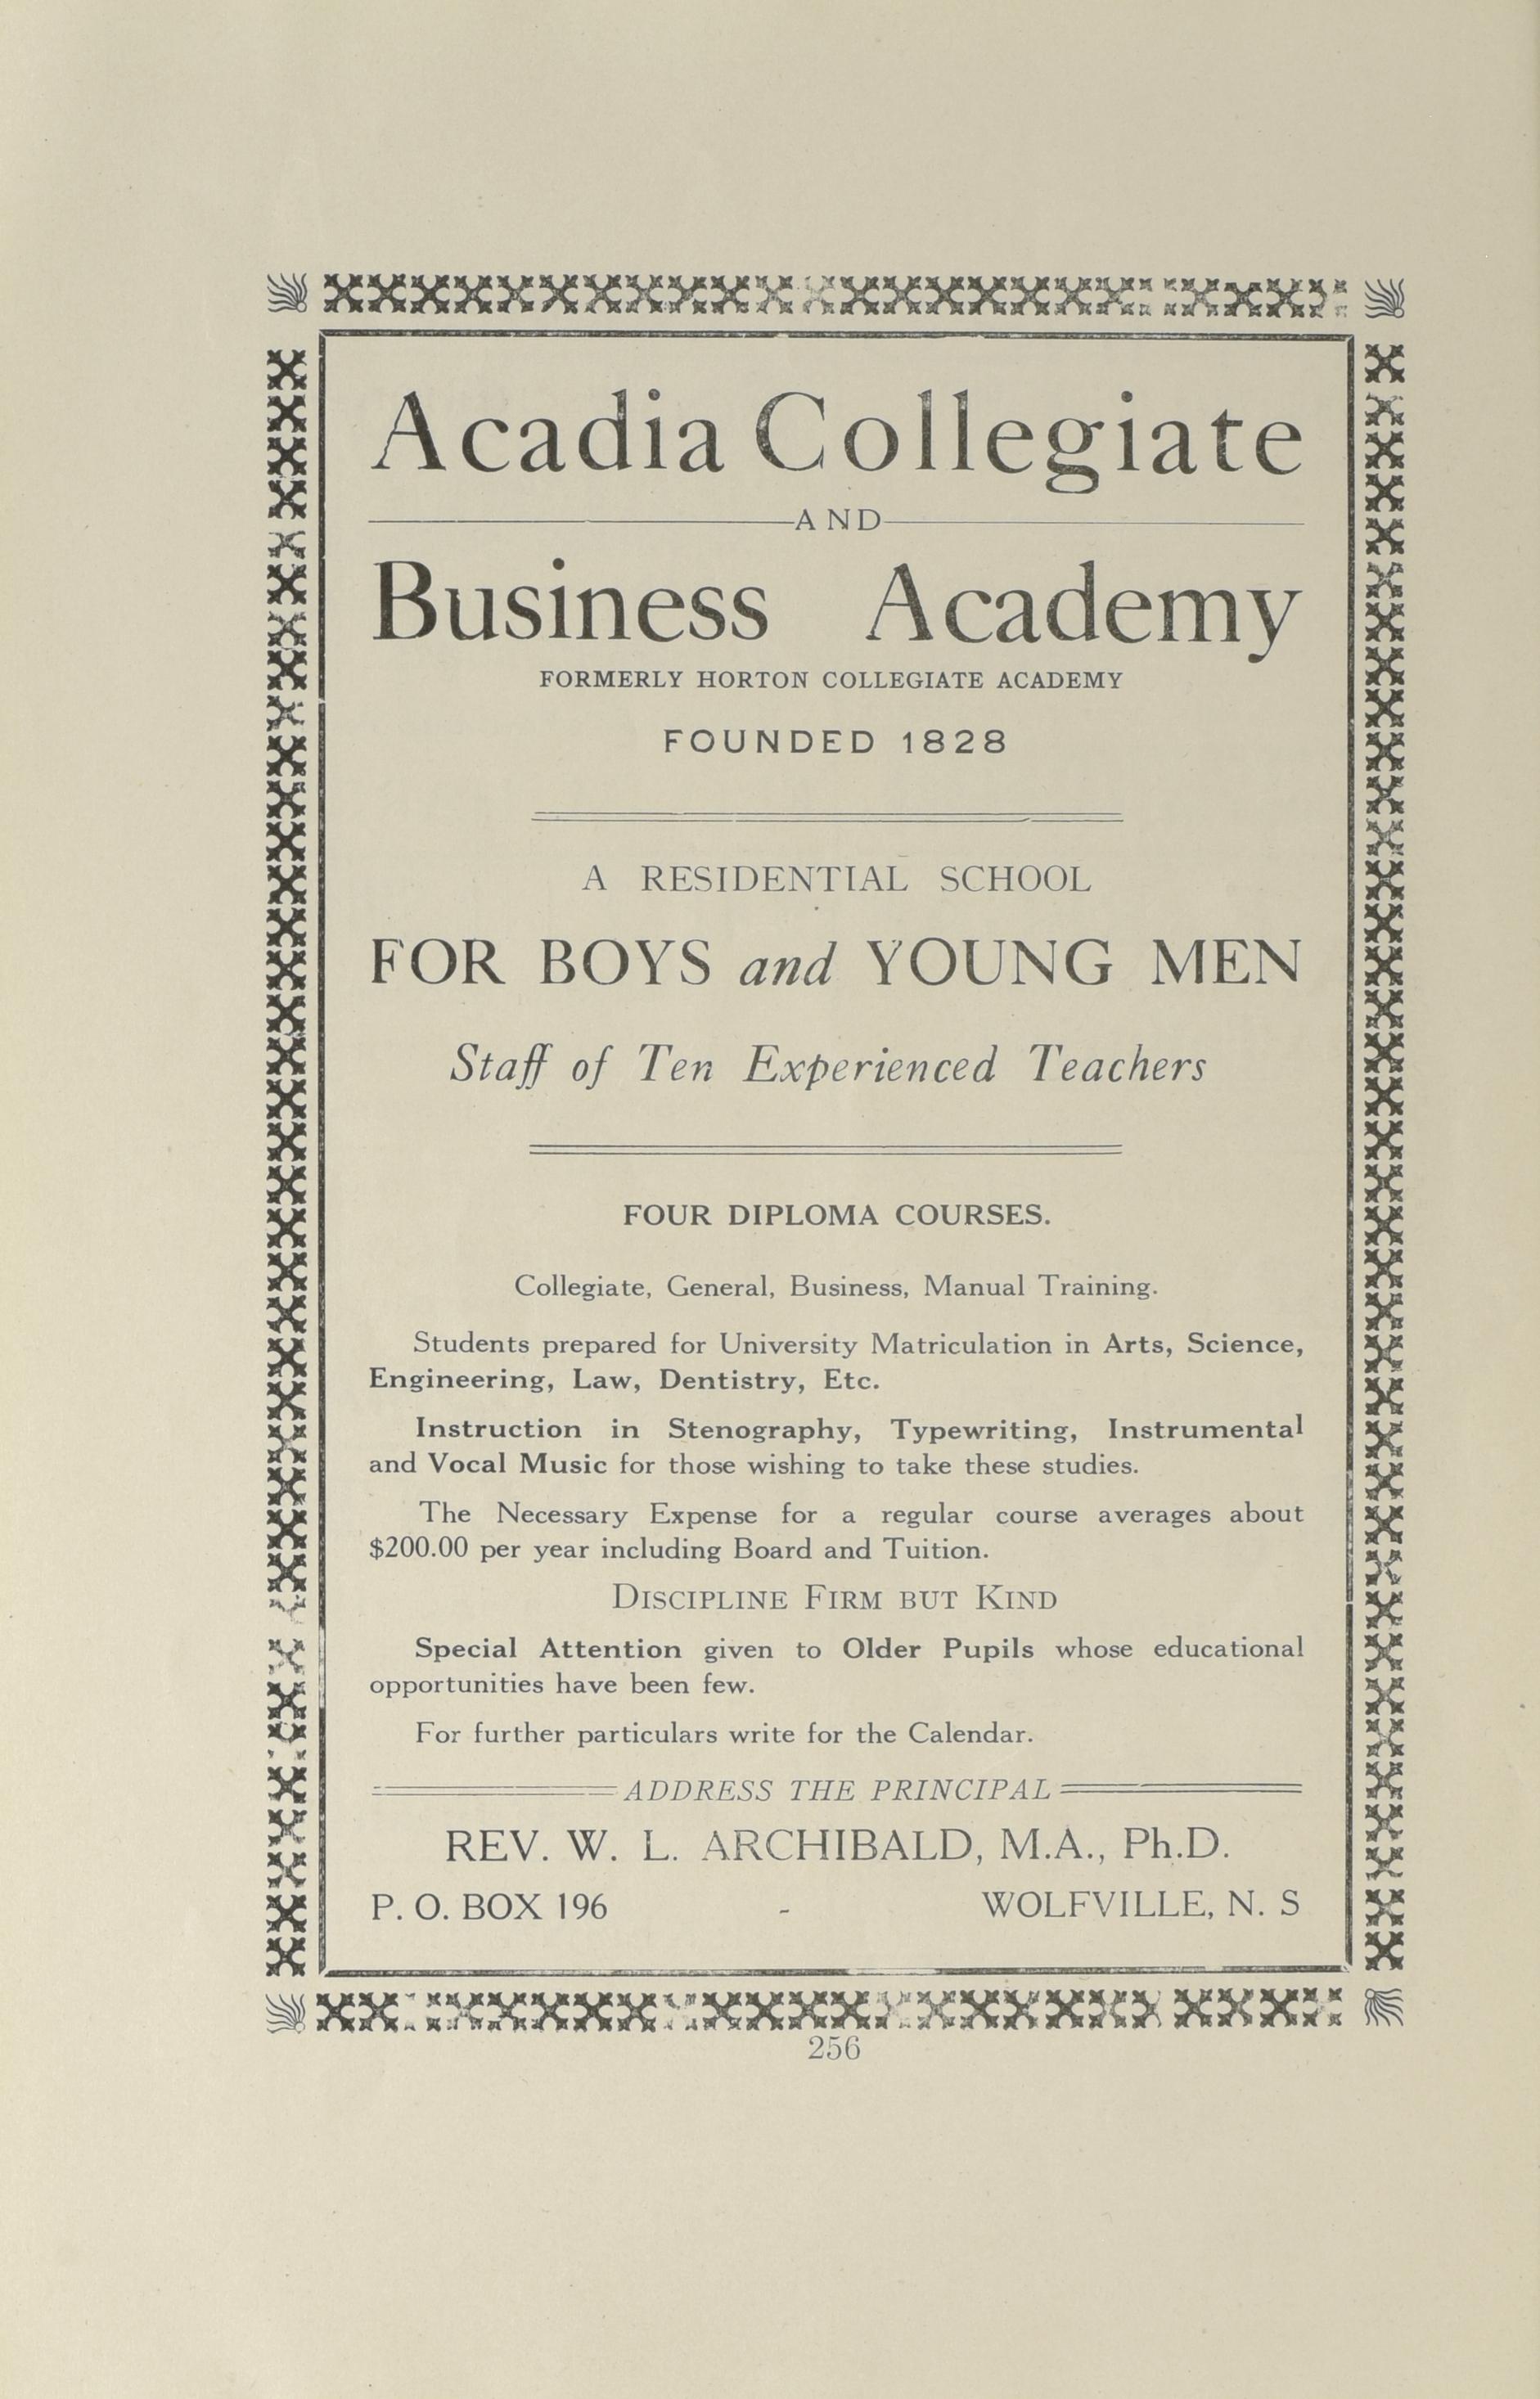 Acadia Collegiate
AND
Business Academy
FORMERLY HORTON COLLEGIATE ACADEMY
FOUNDED 1828
A RESIDENTIAL SCHOOL
FOR BOYS and YOUNG MEN
Staff of Ten Experienced Teachers
FOUR DIPLOMA COURSES.
Collegiate, General, Business, Manual Training.
Students prepared for University Matriculation in Arts, Science,
Engineering, Law, Dentistry, Etc.
Instruction in Stenography, Typewriting, Instrumental
and Vocal Music for those wishing to take these studies.
The Necessary Expense for a regular course averages about
$200.00 per year including Board and Tuition.
DISCIPLINE FIRM BUT KIND
Special Attention given to Older Pupils whose educational
opportunities have been few.
For further particulars write for the Calendar.
ADDRESS THE PRINCIPAL
REV. W. L. ARCHIBALD, M.A., Ph.D.
P. O. BOX 196 - WOLFVILLE, N. S
256